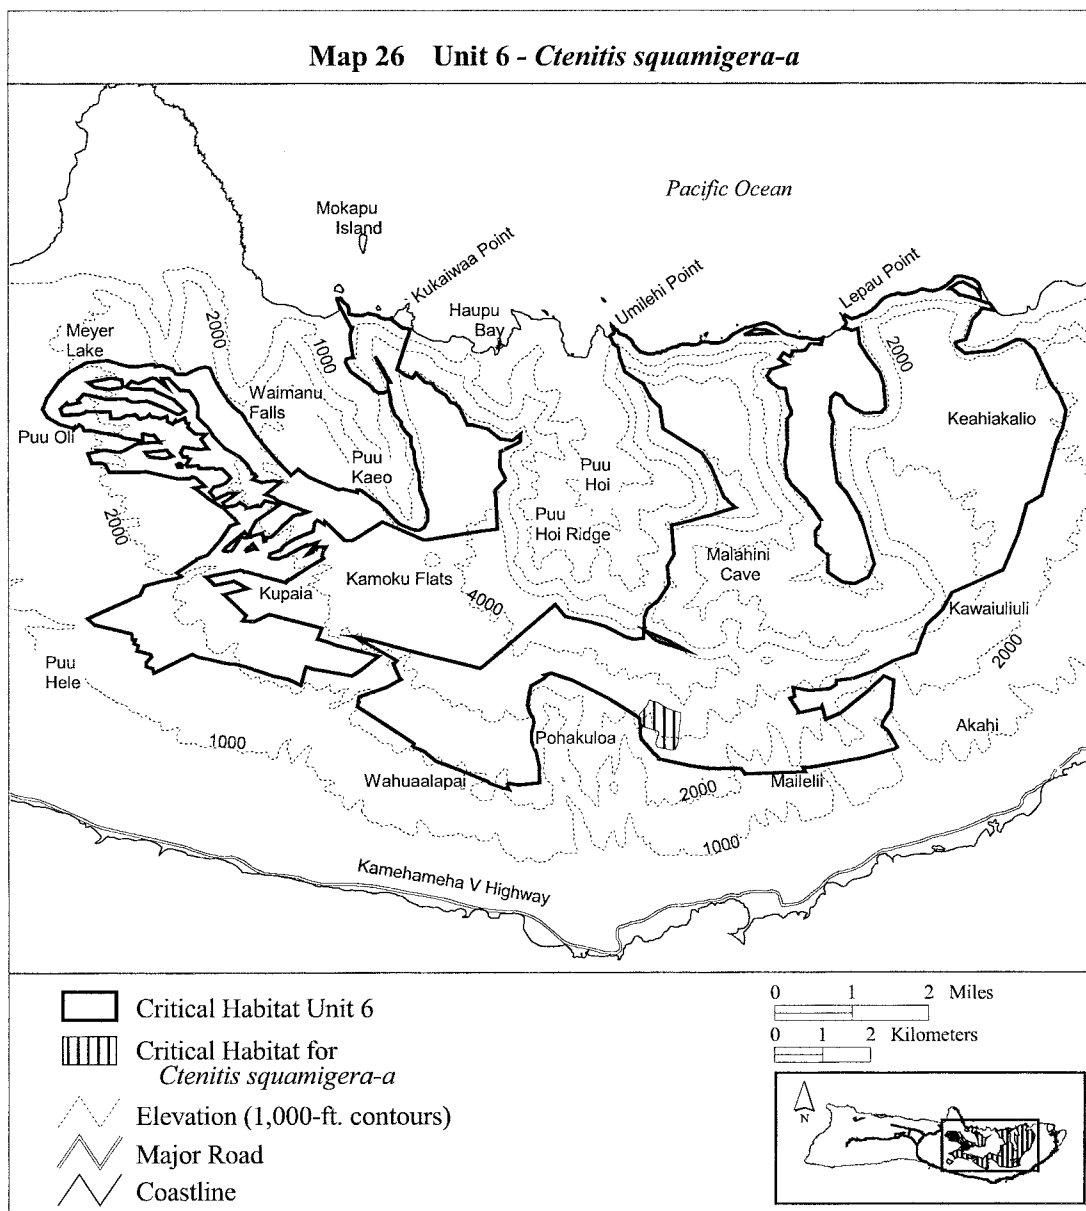 Map 26 Unit 6 - Ctenitis squamigera-a
Pacific Ocean
Mokapu
Island
Kukaiwaa Point
Haupu
Bay
Umilehi Point
Lepau Point
Meyer
Lake
2000
1000
2000
Waimanu
Falls
Keahiakalio
Puu Oli
Puu
Kaeo
Puu
Hoi
2000
Puu
Hoi Ridge
Malahini
Cave
Kamoku Flats
Kupaia
4000
Kawaiuliuli
2000
Puu
Hele
1000
Pohakuloa
Akahi
Wahuaalapai
2000
Mailelii
1000
Kamehameha V Highway
Critical Habitat Unit 6
Critical Habitat for
Ctenitis squamigera-a
Elevation (1,000-ft. contours)
Major Road
Coastline
0 1 2 Miles
0 1 2 Kilometers
N